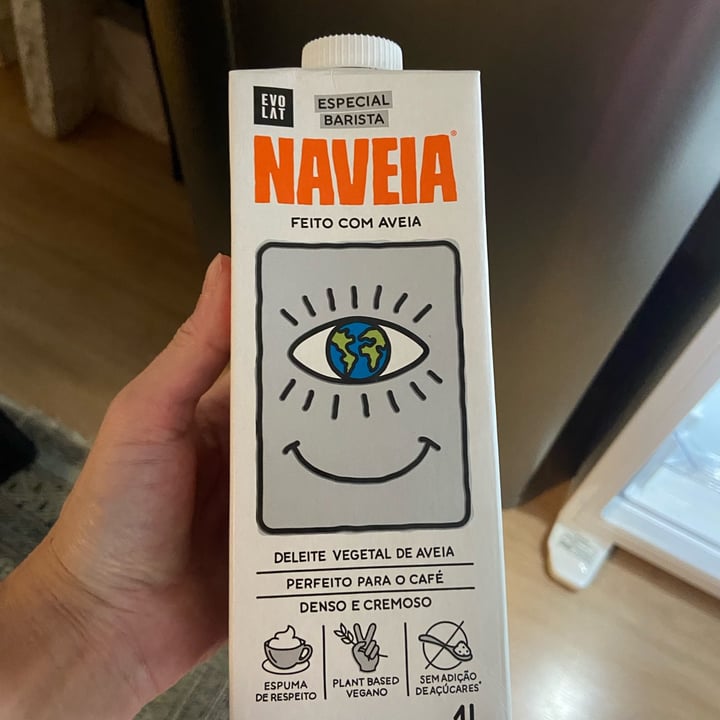 EVO
LAT
ESPECIAL
BARISTA
NAVEIA®
FEITO COM AVEIA
DELEITE VEGETAL DE AVEIA
PERFEITO PARA O CAFÉ
DENSO E CREMOSO
ESPUMA
DE RESPEITO
PLANT BASED
VEGANO
SEM ADIÇÃO
DE AÇÚCARES*
1L